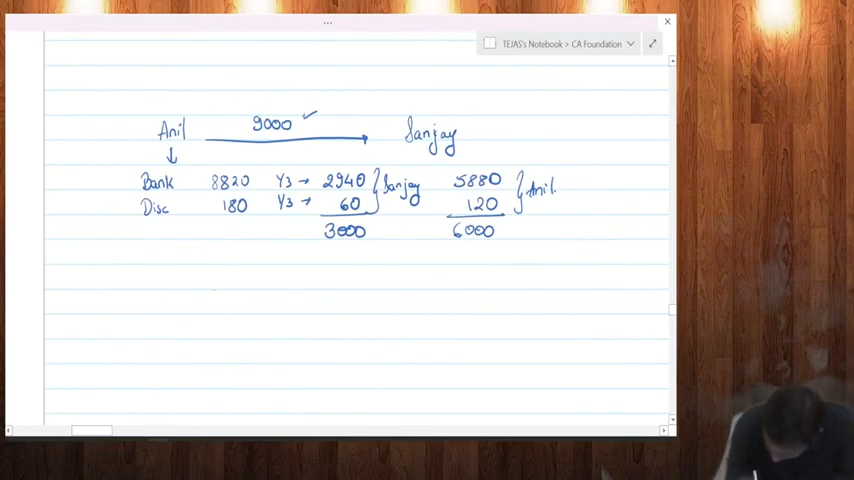 ...
TEJAS's Notebook > CA Foundation
Anil 9000 ✓ Sanjay
↓
Bank 8820 1/3 → 2940 } Sanjay 5880 } Anil.
Disc 180 1/3 → 60 120
3000 6000